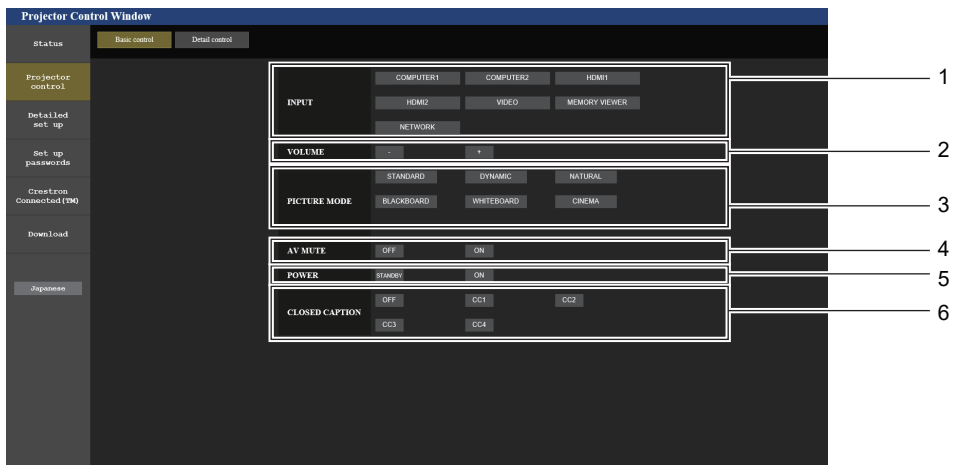 Projector Control Window
Status
Basic control
Detail control
Projector
control
Detailed
set up
Set up
passwords
Crestron
Connected(TM)
Download
Japanese
INPUT
COMPUTER1 COMPUTER2 HDMI1
HDMI2 VIDEO MEMORY VIEWER
NETWORK
1
VOLUME - +
2
PICTURE MODE
STANDARD DYNAMIC NATURAL
BLACKBOARD WHITEBOARD CINEMA
3
AV MUTE OFF ON
4
POWER STANDBY ON
5
CLOSED CAPTION
OFF CC1 CC2
CC3 CC4
6